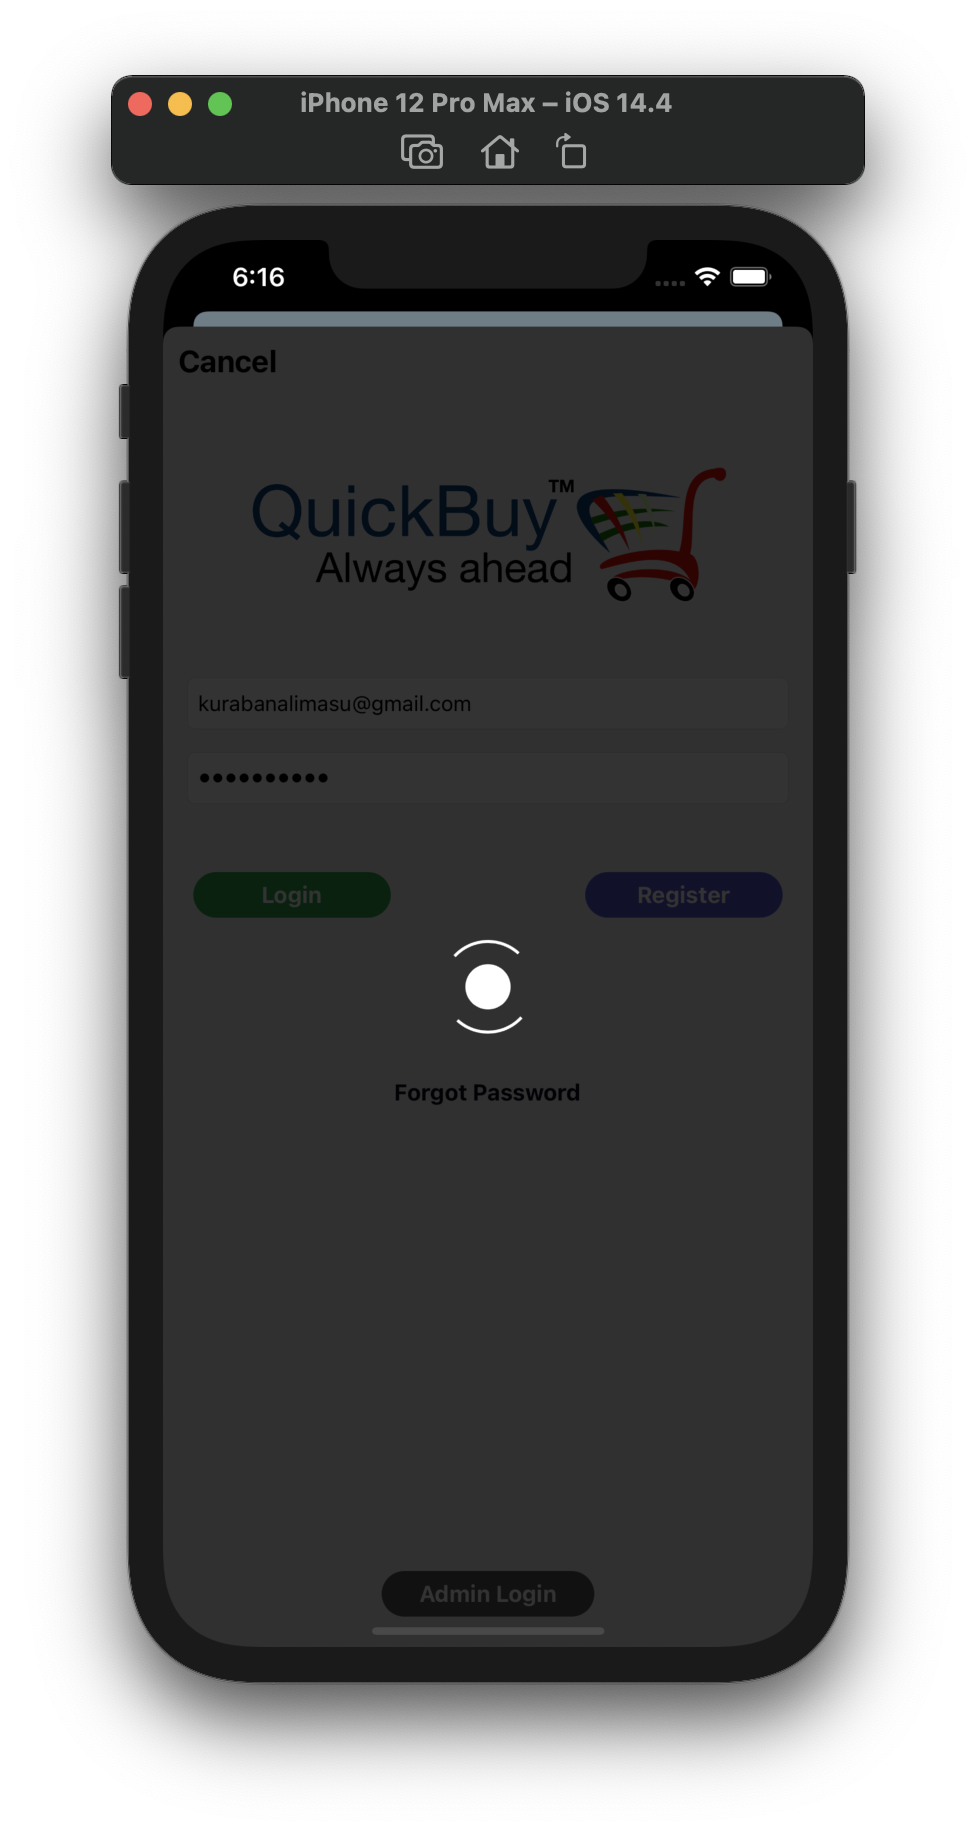 iPhone 12 Pro Max – iOS 14.4
6:16
Cancel
QuickBuy™
Always ahead
kurabanalimasu@gmail.com
••••••••••
Login
Register
Forgot Password
Admin Login